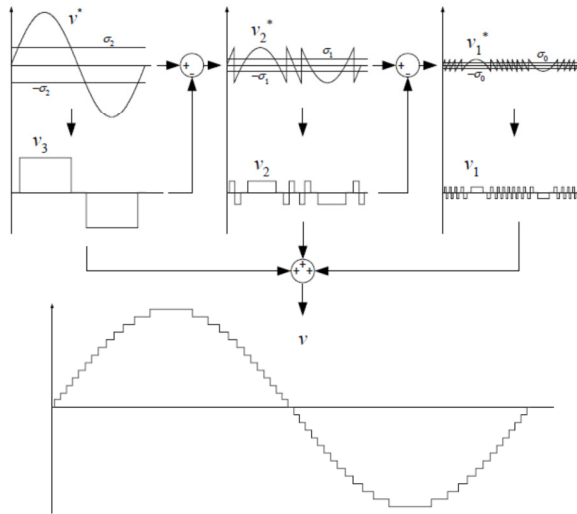 v* σ₂ v₂* σ₁ v₁* σ₀
+ - + -
-σ₂ -σ₁ -σ₀
v₃ v₂ v₁
+ + +
v